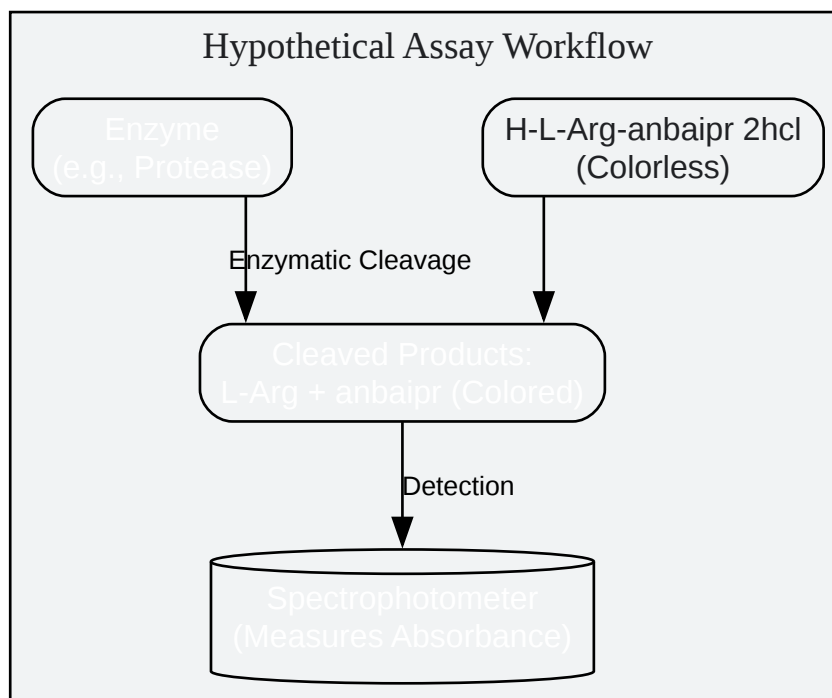 Hypothetical Assay Workflow
Enzyme
(e.g., Protease)
H-L-Arg-anbaipr 2hcl
(Colorless)
Enzymatic Cleavage
Cleaved Products:
L-Arg + anbaipr (Colored)
Detection
Spectrophotometer
(Measures Absorbance)